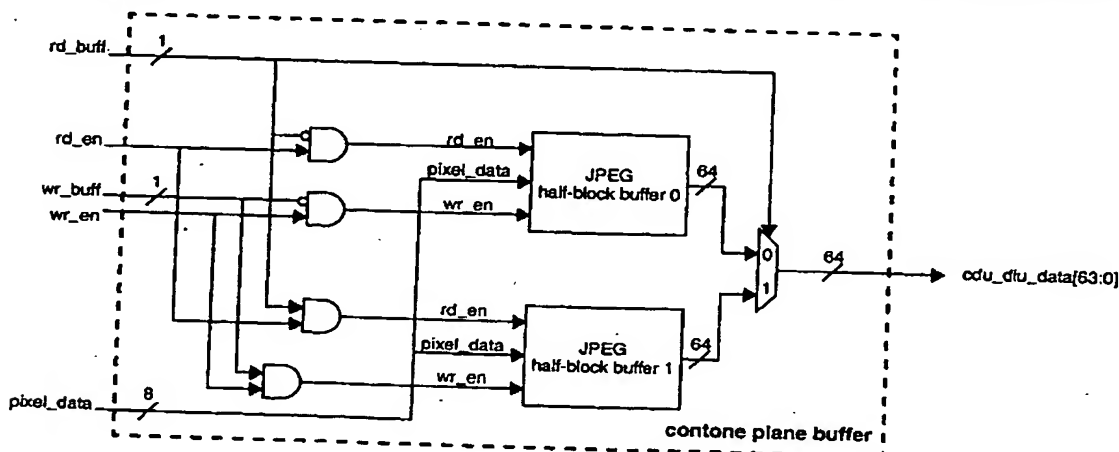 rd_buff
1
rd_en
wr_buff
1
wr_en
rd_en
pixel_data
wr_en
JPEG
half-block buffer 0
64
0
1
64
cdu_diu_data[63:0]
rd_en
pixel_data
wr_en
JPEG
half-block buffer 1
64
pixel_data
8
contone plane buffer